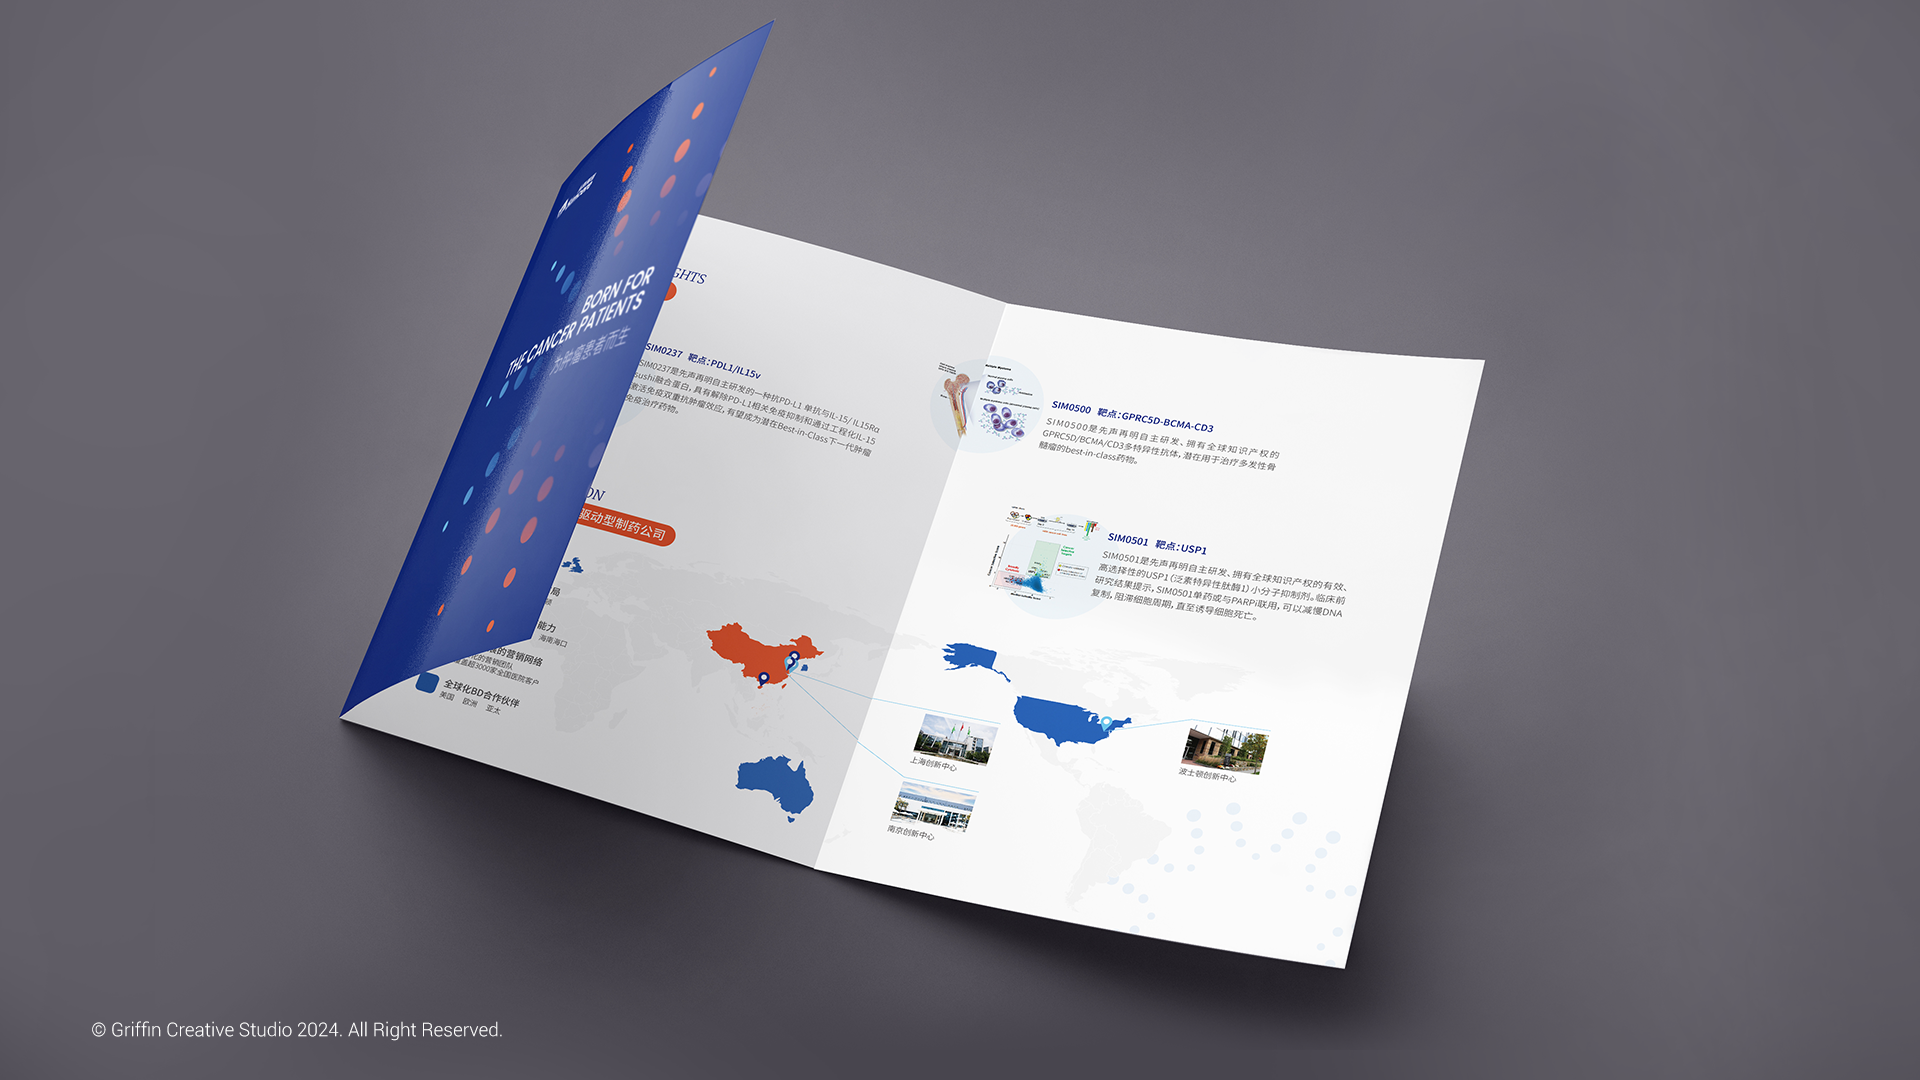 BORN FOR
THE CANCER PATIENTS
为肿瘤患者而生
GHTS
SIM0237 靶点：PDL1/IL15v
SIM0237是先声再明自主研发的一种抗PD-L1 单抗与IL-15/ IL15Rα
sushi融合蛋白，具有解除PD-L1相关免疫抑制和通过工程化IL-15
激活免疫双重抗肿瘤效应，有望成为潜在Best-in-Class下一代肿瘤
免疫治疗药物。
ON
驱动型制药公司
局
能力
海南海口
的营销网络
化的营销团队
覆盖超3000家全国医院客户
全球化BD合作伙伴
美国 欧洲 亚太
SIM0500 靶点：GPRC5D-BCMA-CD3
SIM0500是先声再明自主研发、拥有全球知识产权的
GPRC5D/BCMA/CD3多特异性抗体，潜在用于治疗多发性骨
髓瘤的best-in-class药物。
SIM0501 靶点：USP1
SIM0501是先声再明自主研发、拥有全球知识产权的有效、
高选择性的USP1（泛素特异性肽酶1）小分子抑制剂。临床前
研究结果提示，SIM0501单药或与PARPi联用，可以减慢DNA
复制，阻滞细胞周期，直至诱导细胞死亡。
上海创新中心
南京创新中心
波士顿创新中心
© Griffin Creative Studio 2024. All Right Reserved.